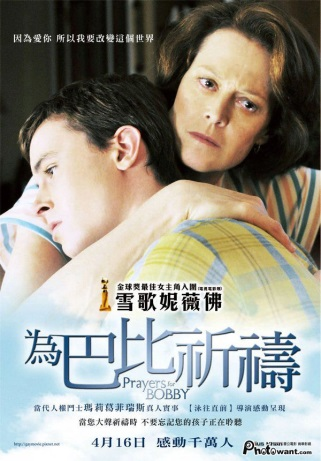 因為愛你 所以我要改變這個世界
金球獎最佳女主角入圍
雪歌妮薇佛
為巴比祈禱
Prayers for
BOBBY
當代人權鬥士瑪莉葛菲瑞斯真人實事【泳往直前】導演感動呈現
當您大聲祈禱時 不要忘記您的孩子正在聆聽
4月16日 感動千萬人
Photowant.com